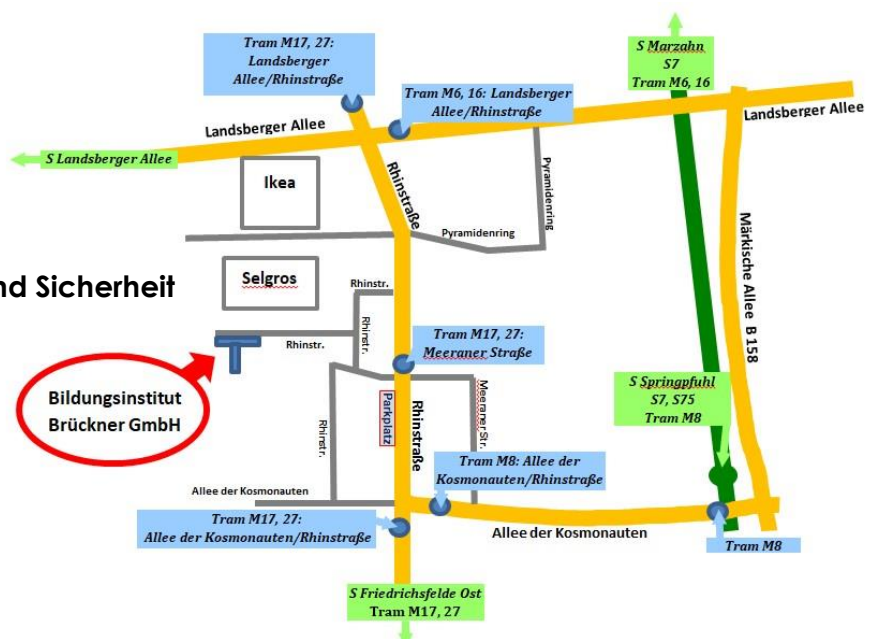 Tram M17, 27:
Landsberger
Allee/Rhinstraße
S Marzahn
S7
Tram M6, 16
Tram M6, 16: Landsberger
Allee/Rhinstraße
Landsberger Allee
Landsberger Allee
S Landsberger Allee
Ikea
Rhinstraße
Pyramidenring
Pyramidenring
Märkische Allee B 158
nd Sicherheit
Selgros
Rhinstr.
Rhinstr.
Rhinstr.
Tram M17, 27:
Meeraner Straße
Bildungsinstitut
Brückner GmbH
Rhinstr.
Parkplatz
Rhinstraße
Meeraner Str.
S Springpfuhl
S7, S75
Tram M8
Tram M8: Allee der
Kosmonauten/Rhinstraße
Allee der Kosmonauten
Tram M17, 27:
Allee der Kosmonauten/Rhinstraße
Allee der Kosmonauten
Tram M8
S Friedrichsfelde Ost
Tram M17, 27